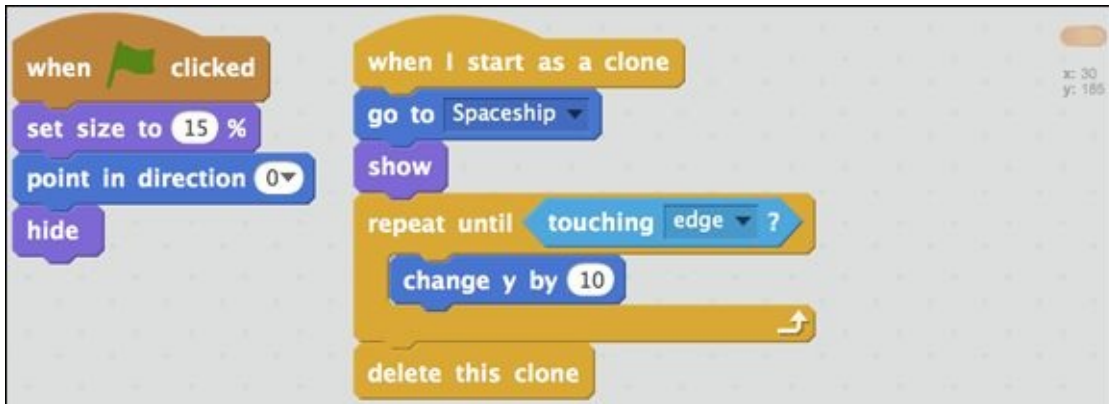 when clicked
set size to 15 %
point in direction 0
hide
when I start as a clone
go to Spaceship
show
repeat until touching edge ?
change y by 10
delete this clone
x: 30
y: 185